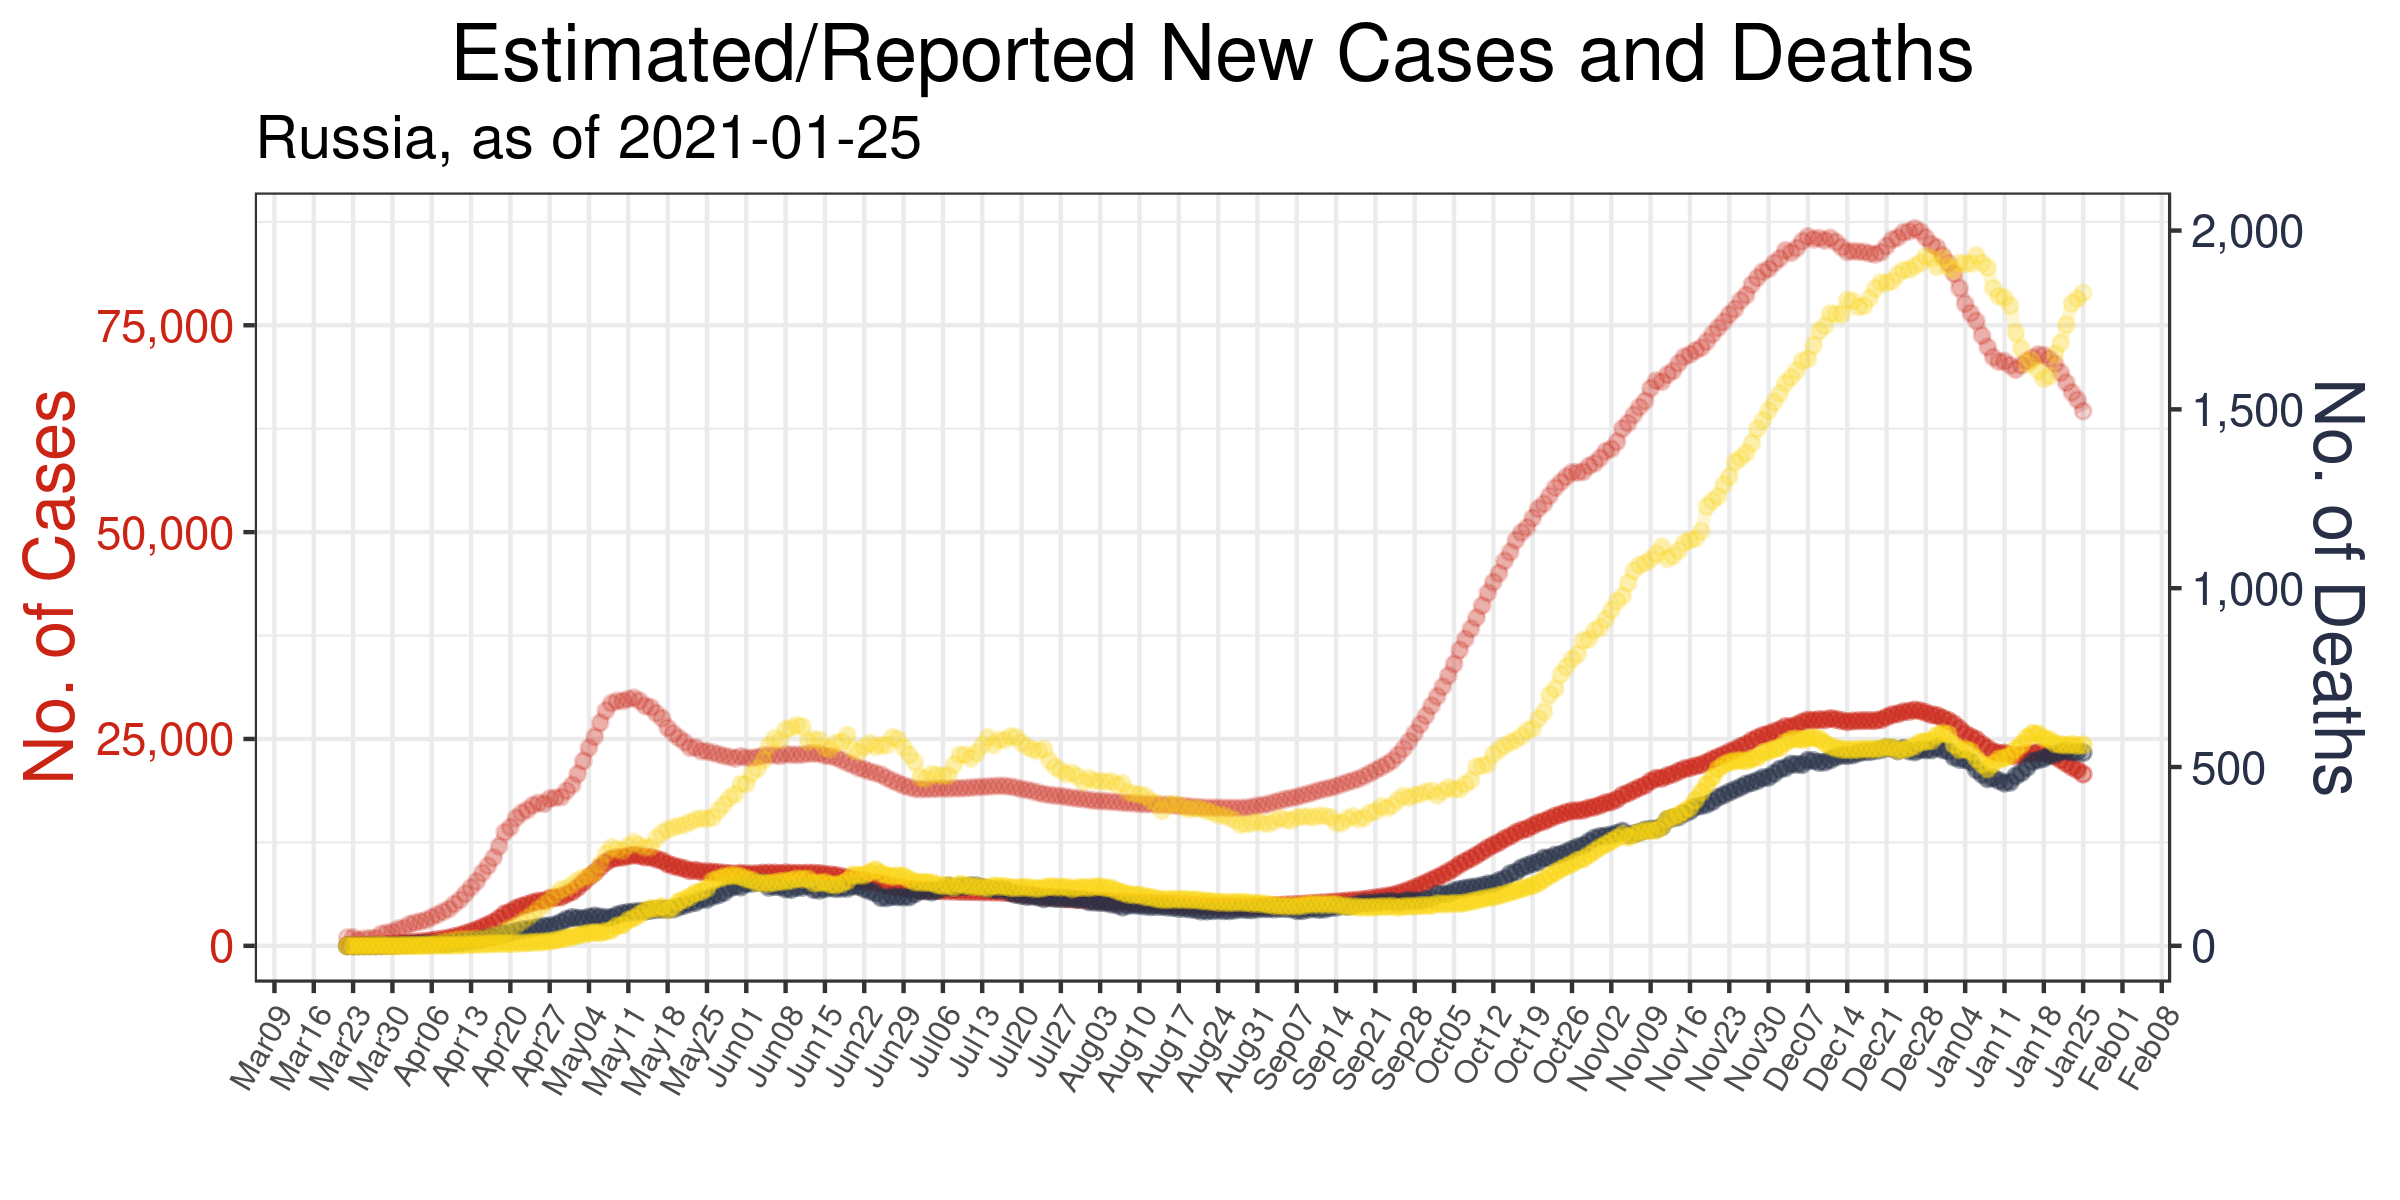 Estimated/Reported New Cases and Deaths
Russia, as of 2021-01-25
No. of Cases
75,000
50,000
25,000
0
2,000
1,500
1,000
500
0
No. of Deaths
Mar09
Mar16
Mar23
Mar30
Apr06
Apr13
Apr20
Apr27
May04
May11
May18
May25
Jun01
Jun08
Jun15
Jun22
Jun29
Jul06
Jul13
Jul20
Jul27
Aug03
Aug10
Aug17
Aug24
Aug31
Sep07
Sep14
Sep21
Sep28
Oct05
Oct12
Oct19
Oct26
Nov02
Nov09
Nov16
Nov23
Nov30
Dec07
Dec14
Dec21
Dec28
Jan04
Jan11
Jan18
Jan25
Feb01
Feb08